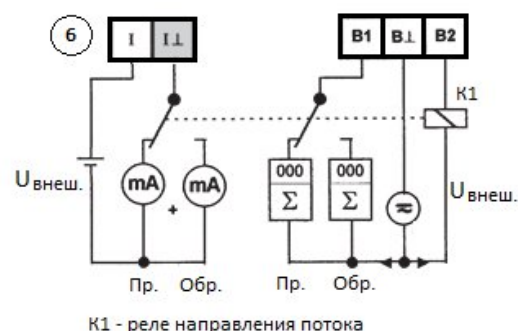 6 I I⊥ B1 B⊥ B2
K1
Uвнеш. mA mA 000 000 Uвнеш.
+ Σ Σ
Пр. Обр. Пр. Обр.
К1 - реле направления потока